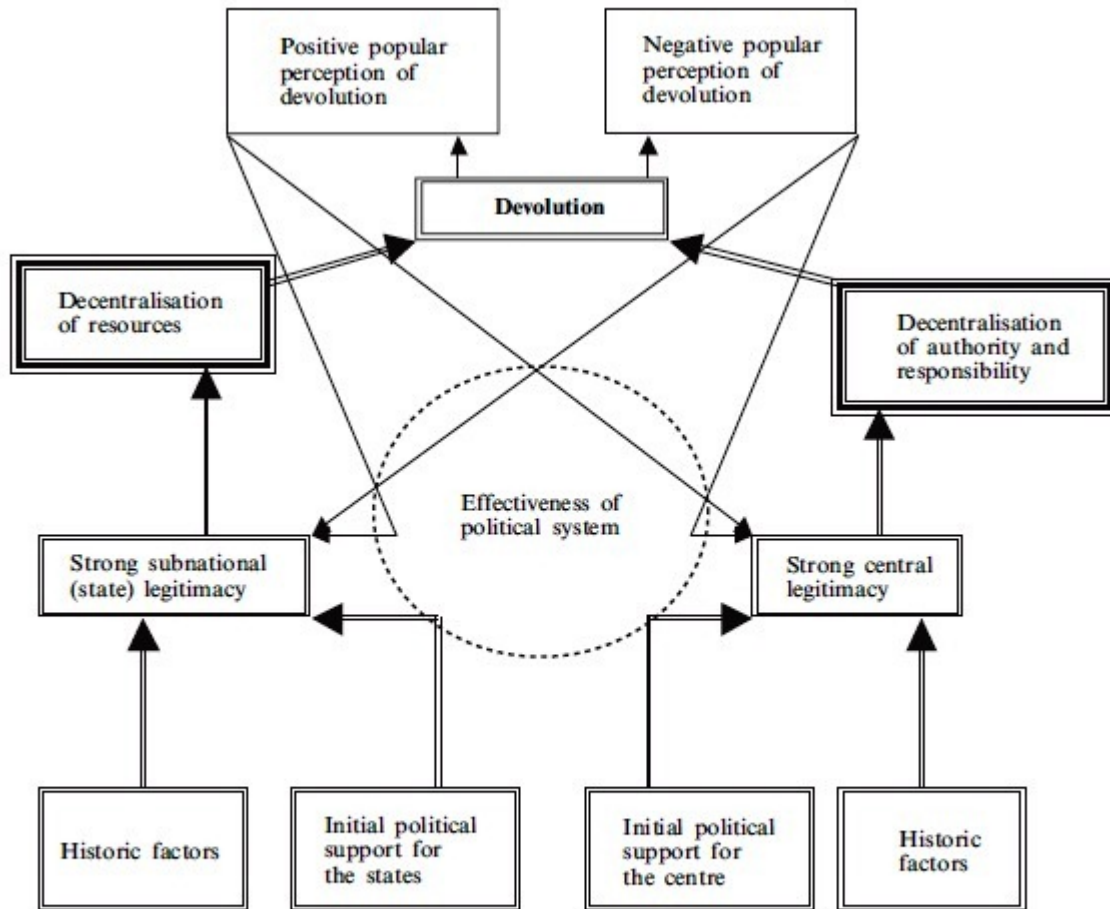 Positive popular
perception of
devolution
Negative popular
perception of
devolution
Devolution
Decentralisation
of resources
Decentralisation
of authority and
responsibility
Effectiveness of
political system
Strong subnational
(state) legitimacy
Strong central
legitimacy
Historic factors
Initial political
support for
the states
Initial political
support for
the centre
Historic
factors